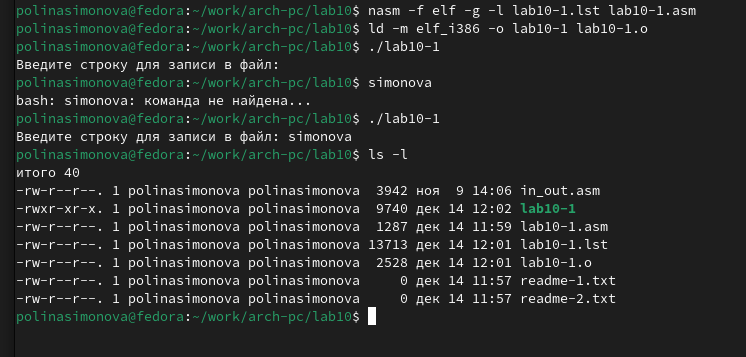 polinasimonova@fedora:~/work/arch-pc/lab10$ nasm -f elf -g -l lab10-1.lst lab10-1.asm
polinasimonova@fedora:~/work/arch-pc/lab10$ ld -m elf_i386 -o lab10-1 lab10-1.o
polinasimonova@fedora:~/work/arch-pc/lab10$ ./lab10-1
Введите строку для записи в файл:
polinasimonova@fedora:~/work/arch-pc/lab10$ simonova
bash: simonova: команда не найдена...
polinasimonova@fedora:~/work/arch-pc/lab10$ ./lab10-1
Введите строку для записи в файл: simonova
polinasimonova@fedora:~/work/arch-pc/lab10$ ls -l
итого 40
-rw-r--r--. 1 polinasimonova polinasimonova  3942 ноя  9 14:06 in_out.asm
-rwxr-xr-x. 1 polinasimonova polinasimonova  9740 дек 14 12:02 lab10-1
-rw-r--r--. 1 polinasimonova polinasimonova  1287 дек 14 11:59 lab10-1.asm
-rw-r--r--. 1 polinasimonova polinasimonova 13713 дек 14 12:01 lab10-1.lst
-rw-r--r--. 1 polinasimonova polinasimonova  2528 дек 14 12:01 lab10-1.o
-rw-r--r--. 1 polinasimonova polinasimonova     0 дек 14 11:57 readme-1.txt
-rw-r--r--. 1 polinasimonova polinasimonova     0 дек 14 11:57 readme-2.txt
polinasimonova@fedora:~/work/arch-pc/lab10$